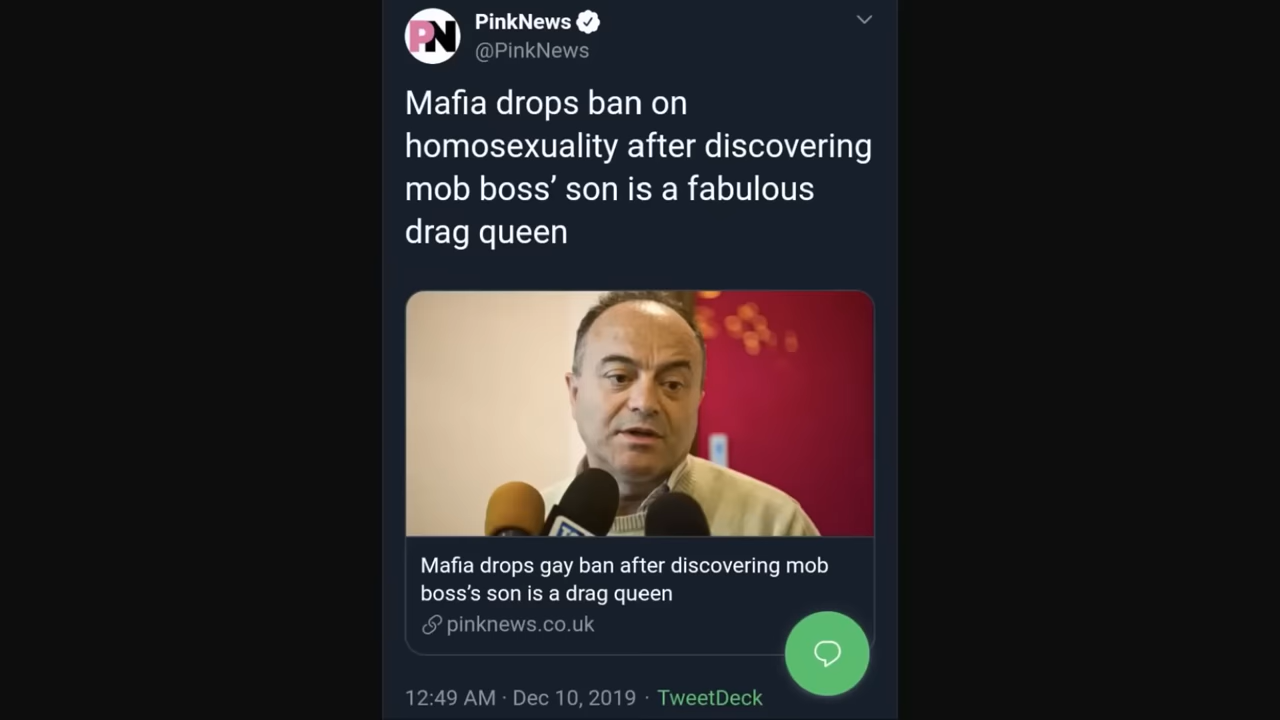 PN
PinkNews
@PinkNews
Mafia drops ban on
homosexuality after discovering
mob boss’ son is a fabulous
drag queen
Mafia drops gay ban after discovering mob
boss’s son is a drag queen
pinknews.co.uk
12:49 AM · Dec 10, 2019 · TweetDeck